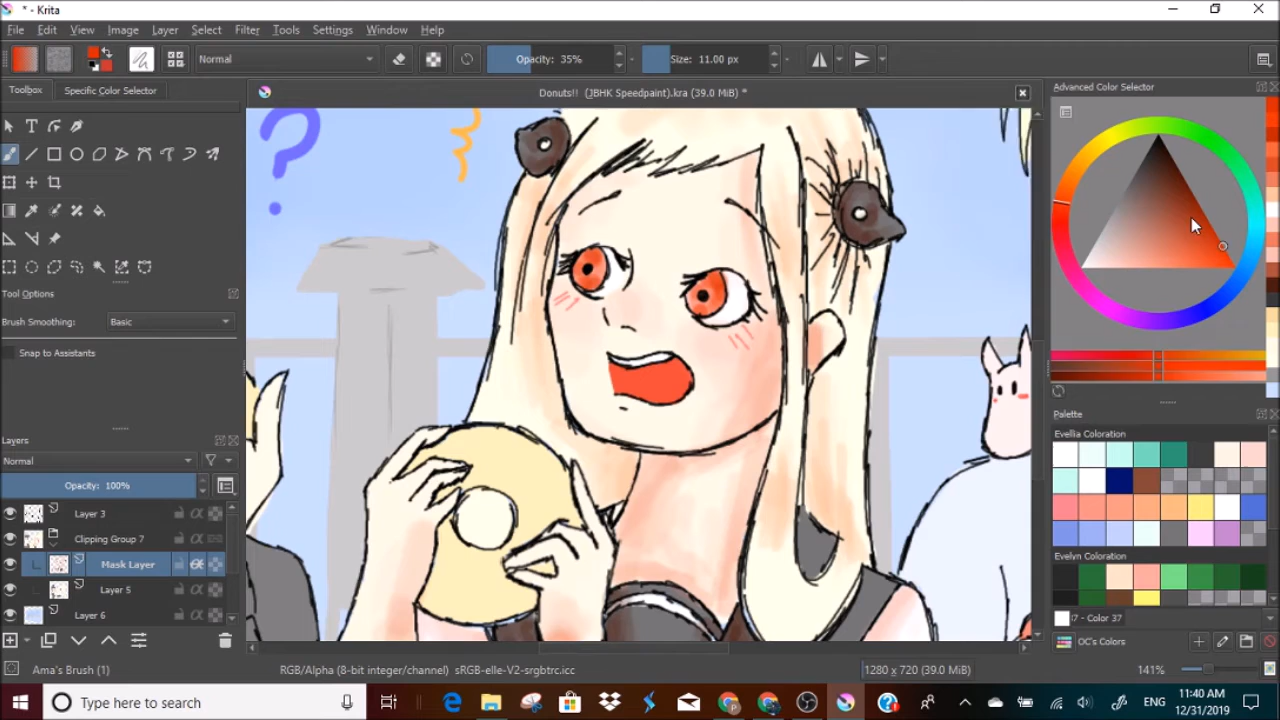 * - Krita
File Edit View Image Layer Select Filter Tools Settings Window Help
Normal Opacity: 35% Size: 11.00 px
Toolbox Specific Color Selector
Donuts!! (JBHK Speedpaint).kra (39.0 MiB) *
Advanced Color Selector
?
Tool Options
Brush Smoothing: Basic
Snap to Assistants
Layers
Normal
Opacity: 100%
Layer 3
Clipping Group 7
Mask Layer
Layer 5
Layer 6
Palette
Evellia Coloration
Evelyn Coloration
I7 - Color 37
OC's Colors
Ama's Brush (1)
RGB/Alpha (8-bit integer/channel) sRGB-elle-V2-srgbtrc.icc
1280 x 720 (39.0 MiB)
141%
Type here to search
ENG
11:40 AM
12/31/2019